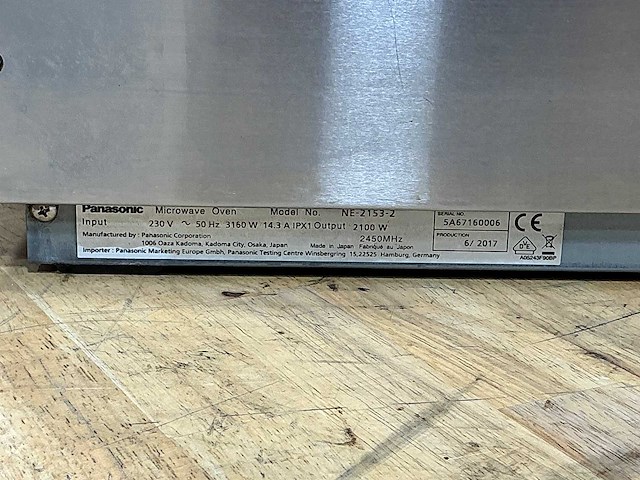 Panasonic Microwave Oven Model No. NE-2153-2
Input 230 V ~ 50 Hz 3160 W 14.3 A IPX1 Output 2100 W
2450MHz
Manufactured by : Panasonic Corporation
1006 Oaza Kadoma, Kadoma City, Osaka, Japan
Made in Japan Fabriqué au Japon
Importer : Panasonic Marketing Europe Gmbh, Panasonic Testing Centre Winsbergring 15,22525 Hamburg, Germany
SERIAL NO.
5A67160006
PRODUCTION
6/ 2017
CE
A05243F90BP